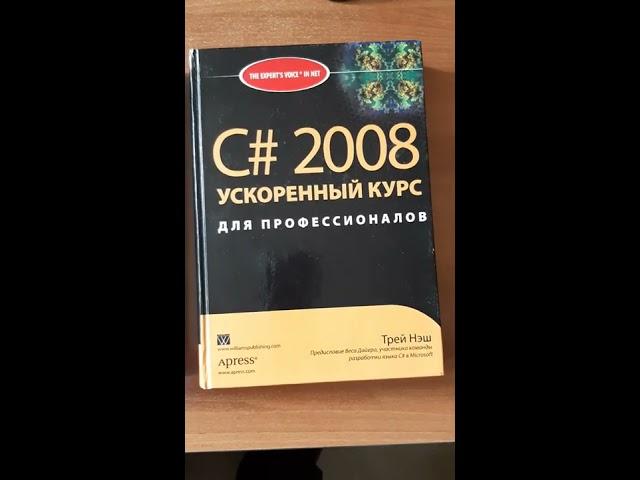 THE EXPERT'S VOICE® IN .NET
C# 2008
УСКОРЕННЫЙ КУРС
ДЛЯ ПРОФЕССИОНАЛОВ
W
www.williamspublishing.com
Apress®
www.apress.com
Трей Нэш
Предисловие Веса Дайера, участника команды
разработки языка C# в Microsoft